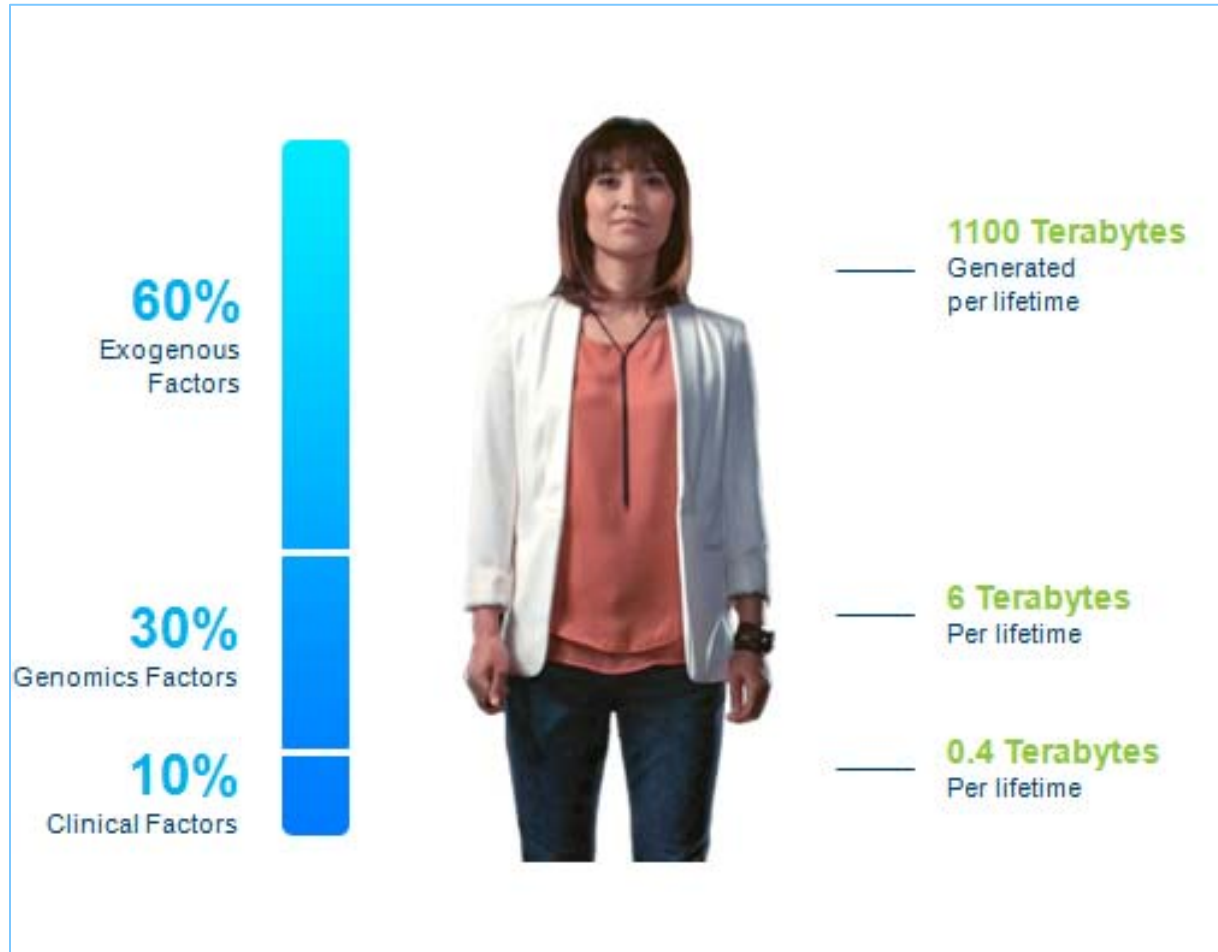 60%
Exogenous
Factors
1100 Terabytes
Generated
per lifetime
30%
Genomics Factors
6 Terabytes
Per lifetime
10%
Clinical Factors
0.4 Terabytes
Per lifetime